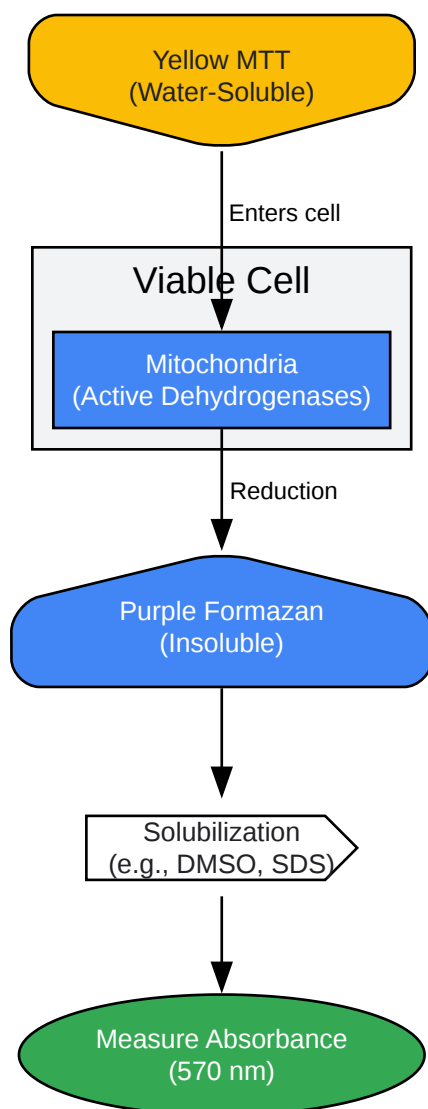 Yellow MTT
(Water-Soluble)
Enters cell
Viable Cell
Mitochondria
(Active Dehydrogenases)
Reduction
Purple Formazan
(Insoluble)
Solubilization
(e.g., DMSO, SDS)
Measure Absorbance
(570 nm)